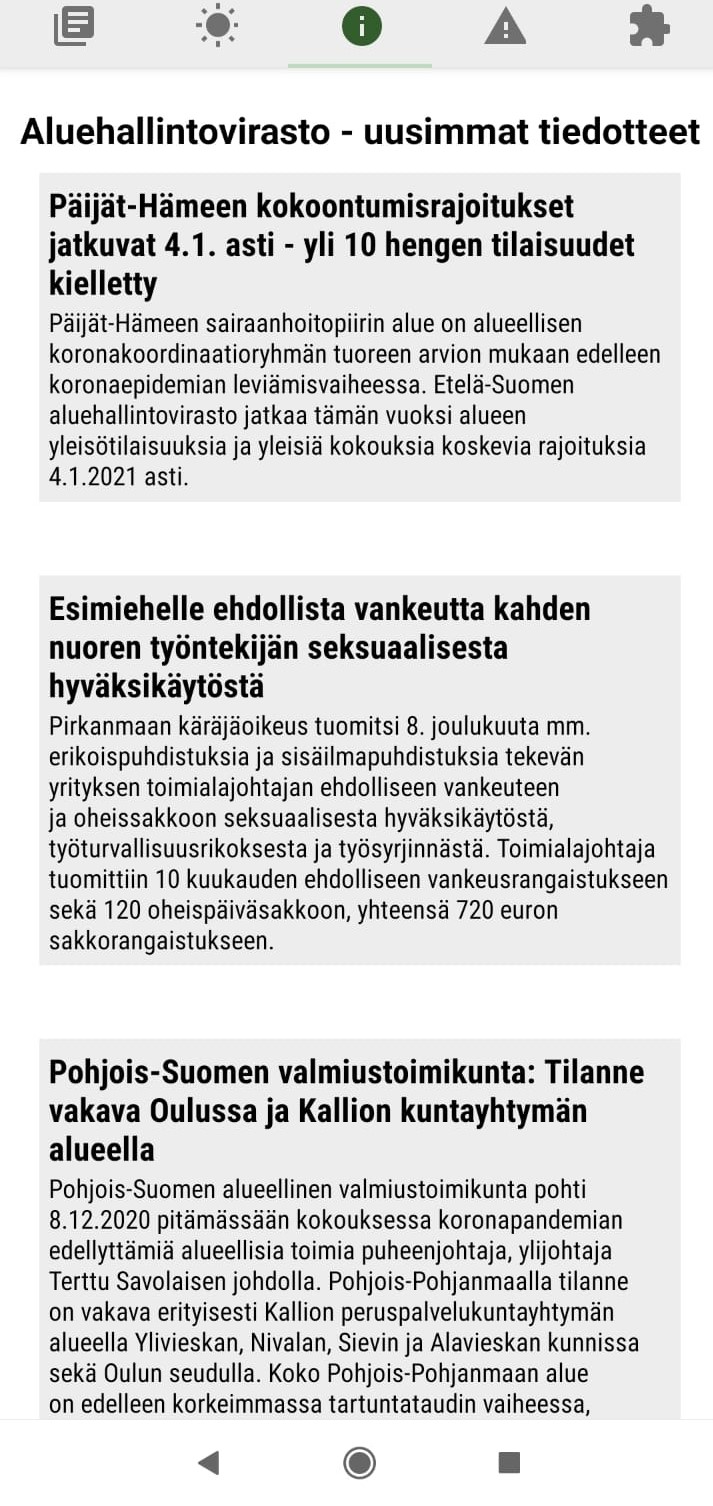 Aluehallintovirasto - uusimmat tiedotteet
Päijät-Hämeen kokoontumisrajoitukset
jatkuvat 4.1. asti - yli 10 hengen tilaisuudet
kielletty
Päijät-Hämeen sairaanhoitopiirin alue on alueellisen
koronakoordinaatioryhmän tuoreen arvion mukaan edelleen
koronaepidemian leviämisvaiheessa. Etelä-Suomen
aluehallintovirasto jatkaa tämän vuoksi alueen
yleisötilaisuuksia ja yleisiä kokouksia koskevia rajoituksia
4.1.2021 asti.
Esimiehelle ehdollista vankeutta kahden
nuoren työntekijän seksuaalisesta
hyväksikäytöstä
Pirkanmaan käräjäoikeus tuomitsi 8. joulukuuta mm.
erikoispuhdistuksia ja sisäilmapuhdistuksia tekevän
yrityksen toimialajohtajan ehdolliseen vankeuteen
ja oheissakkoon seksuaalisesta hyväksikäytöstä,
työturvallisuusrikoksesta ja työsyrjinnästä. Toimialajohtaja
tuomittiin 10 kuukauden ehdolliseen vankeusrangaistukseen
sekä 120 oheispäiväsakkoon, yhteensä 720 euron
sakkorangaistukseen.
Pohjois-Suomen valmiustoimikunta: Tilanne
vakava Oulussa ja Kallion kuntayhtymän
alueella
Pohjois-Suomen alueellinen valmiustoimikunta pohti
8.12.2020 pitämässään kokouksessa koronapandemian
edellyttämiä alueellisia toimia puheenjohtaja, ylijohtaja
Terttu Savolaisen johdolla. Pohjois-Pohjanmaalla tilanne
on vakava erityisesti Kallion peruspalvelukuntayhtymän
alueella Ylivieskan, Nivalan, Sievin ja Alavieskan kunnissa
sekä Oulun seudulla. Koko Pohjois-Pohjanmaan alue
on edelleen korkeimmassa tartuntataudin vaiheessa,